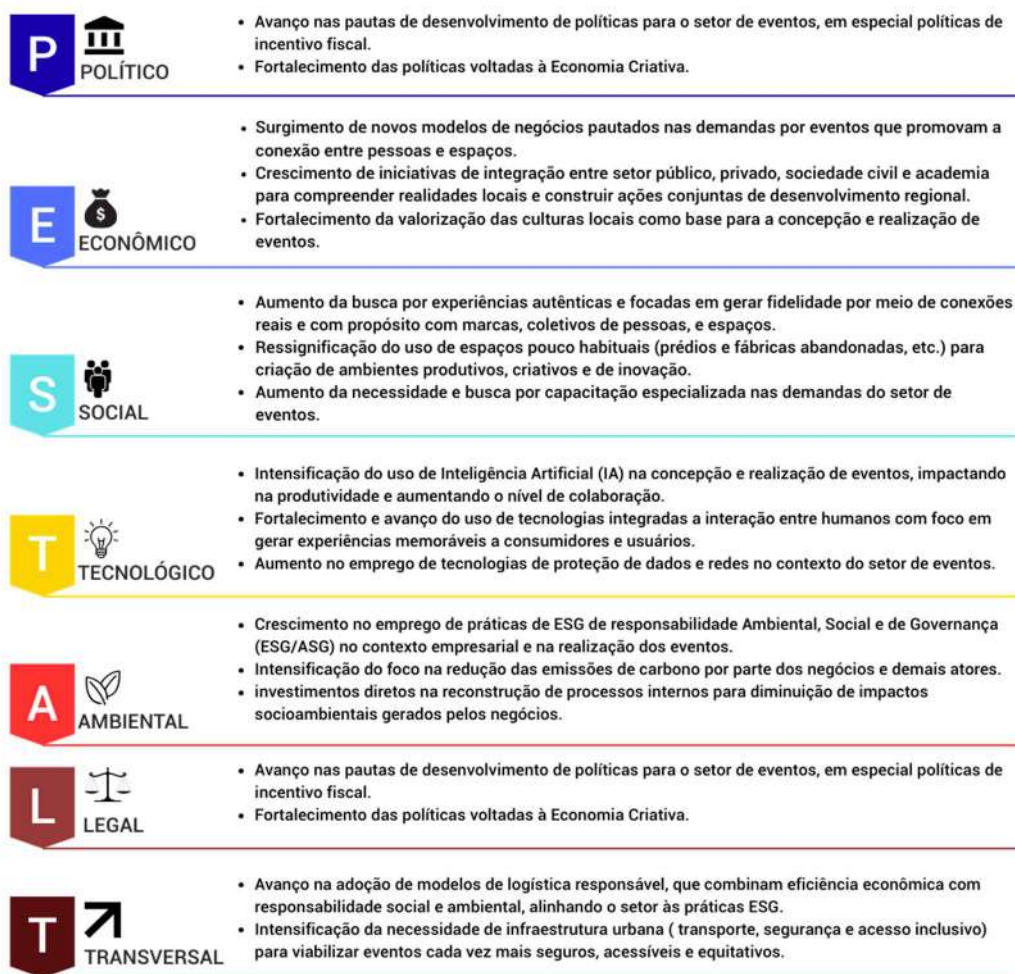 P
POLÍTICO
• Avanço nas pautas de desenvolvimento de políticas para o setor de eventos, em especial políticas de
incentivo fiscal.
• Fortalecimento das políticas voltadas à Economia Criativa.
E
$
ECONÔMICO
• Surgimento de novos modelos de negócios pautados nas demandas por eventos que promovam a
conexão entre pessoas e espaços.
• Crescimento de iniciativas de integração entre setor público, privado, sociedade civil e academia
para compreender realidades locais e construir ações conjuntas de desenvolvimento regional.
• Fortalecimento da valorização das culturas locais como base para a concepção e realização de
eventos.
S
SOCIAL
• Aumento da busca por experiências autênticas e focadas em gerar fidelidade por meio de conexões
reais e com propósito com marcas, coletivos de pessoas, e espaços.
• Ressignificação do uso de espaços pouco habituais (prédios e fábricas abandonadas, etc.) para
criação de ambientes produtivos, criativos e de inovação.
• Aumento da necessidade e busca por capacitação especializada nas demandas do setor de
eventos.
T
TECNOLÓGICO
• Intensificação do uso de Inteligência Artificial (IA) na concepção e realização de eventos, impactando
na produtividade e aumentando o nível de colaboração.
• Fortalecimento e avanço do uso de tecnologias integradas a interação entre humanos com foco em
gerar experiências memoráveis a consumidores e usuários.
• Aumento no emprego de tecnologias de proteção de dados e redes no contexto do setor de eventos.
A
AMBIENTAL
• Crescimento no emprego de práticas de ESG de responsabilidade Ambiental, Social e de Governança
(ESG/ASG) no contexto empresarial e na realização dos eventos.
• Intensificação do foco na redução das emissões de carbono por parte dos negócios e demais atores.
• investimentos diretos na reconstrução de processos internos para diminuição de impactos
socioambientais gerados pelos negócios.
L
LEGAL
• Avanço nas pautas de desenvolvimento de políticas para o setor de eventos, em especial políticas de
incentivo fiscal.
• Fortalecimento das políticas voltadas à Economia Criativa.
T
TRANSVERSAL
• Avanço na adoção de modelos de logística responsável, que combinam eficiência econômica com
responsabilidade social e ambiental, alinhando o setor às práticas ESG.
• Intensificação da necessidade de infraestrutura urbana ( transporte, segurança e acesso inclusivo)
para viabilizar eventos cada vez mais seguros, acessíveis e equitativos.